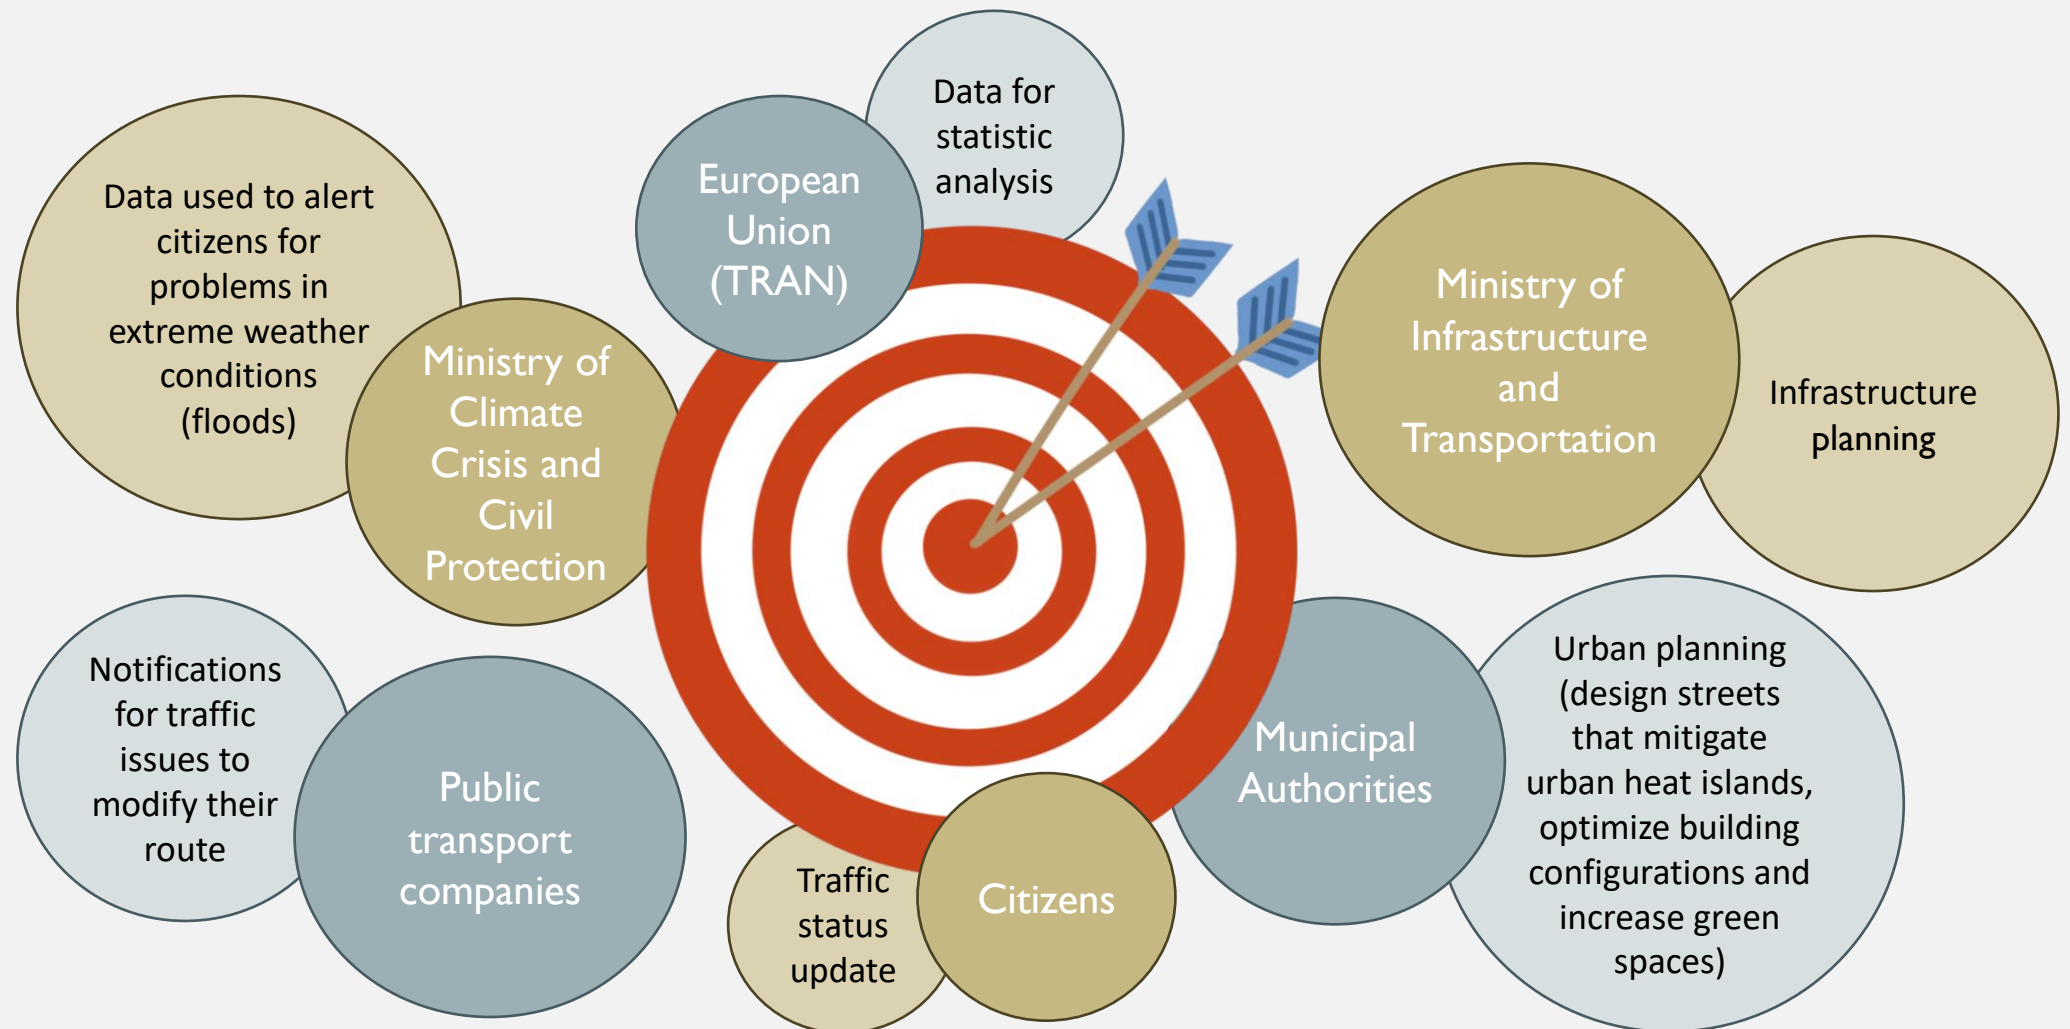 Data for
statistic
analysis
European
Union
(TRAN)
Data used to alert
citizens for
problems in
extreme weather
conditions
(floods)
Ministry of
Climate
Crisis and
Civil
Protection
Ministry of
Infrastructure
and
Transportation
Infrastructure
planning
Notifications
for traffic
issues to
modify their
route
Public
transport
companies
Traffic
status
update
Citizens
Municipal
Authorities
Urban planning
(design streets
that mitigate
urban heat islands,
optimize building
configurations and
increase green
spaces)